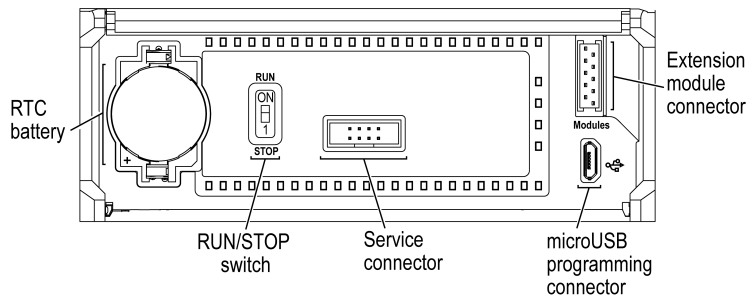 RUN
ON
1
STOP
+
Modules
RTC
battery
Extension
module
connector
RUN/STOP
switch
Service
connector
microUSB
programming
connector